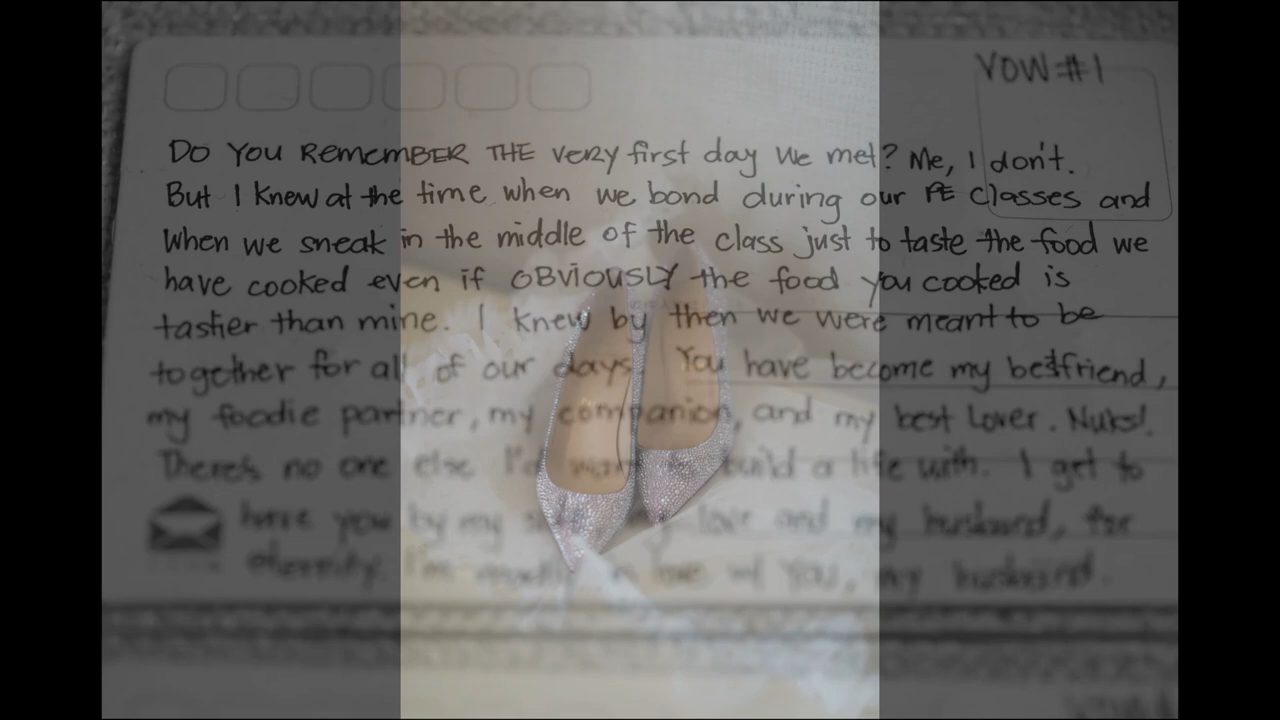 VOW #1
Do You Remember THE very first day we met? Me, I don't.
But I knew at the time when we bond during our PE classes and
when we sneak in the middle of the class just to taste the food we
have cooked even if OBVIOUSLY the food you cooked is
tastier than mine. I knew by then we were meant to be
together for all of our days. You have become my bestfriend,
my foodie partner, my companion, and my best lover. Nuks!.
There's no one else I'd want build a life with. I get to
have you by my love and my husband, for
eternity. I'm in me w/ You, my husband.